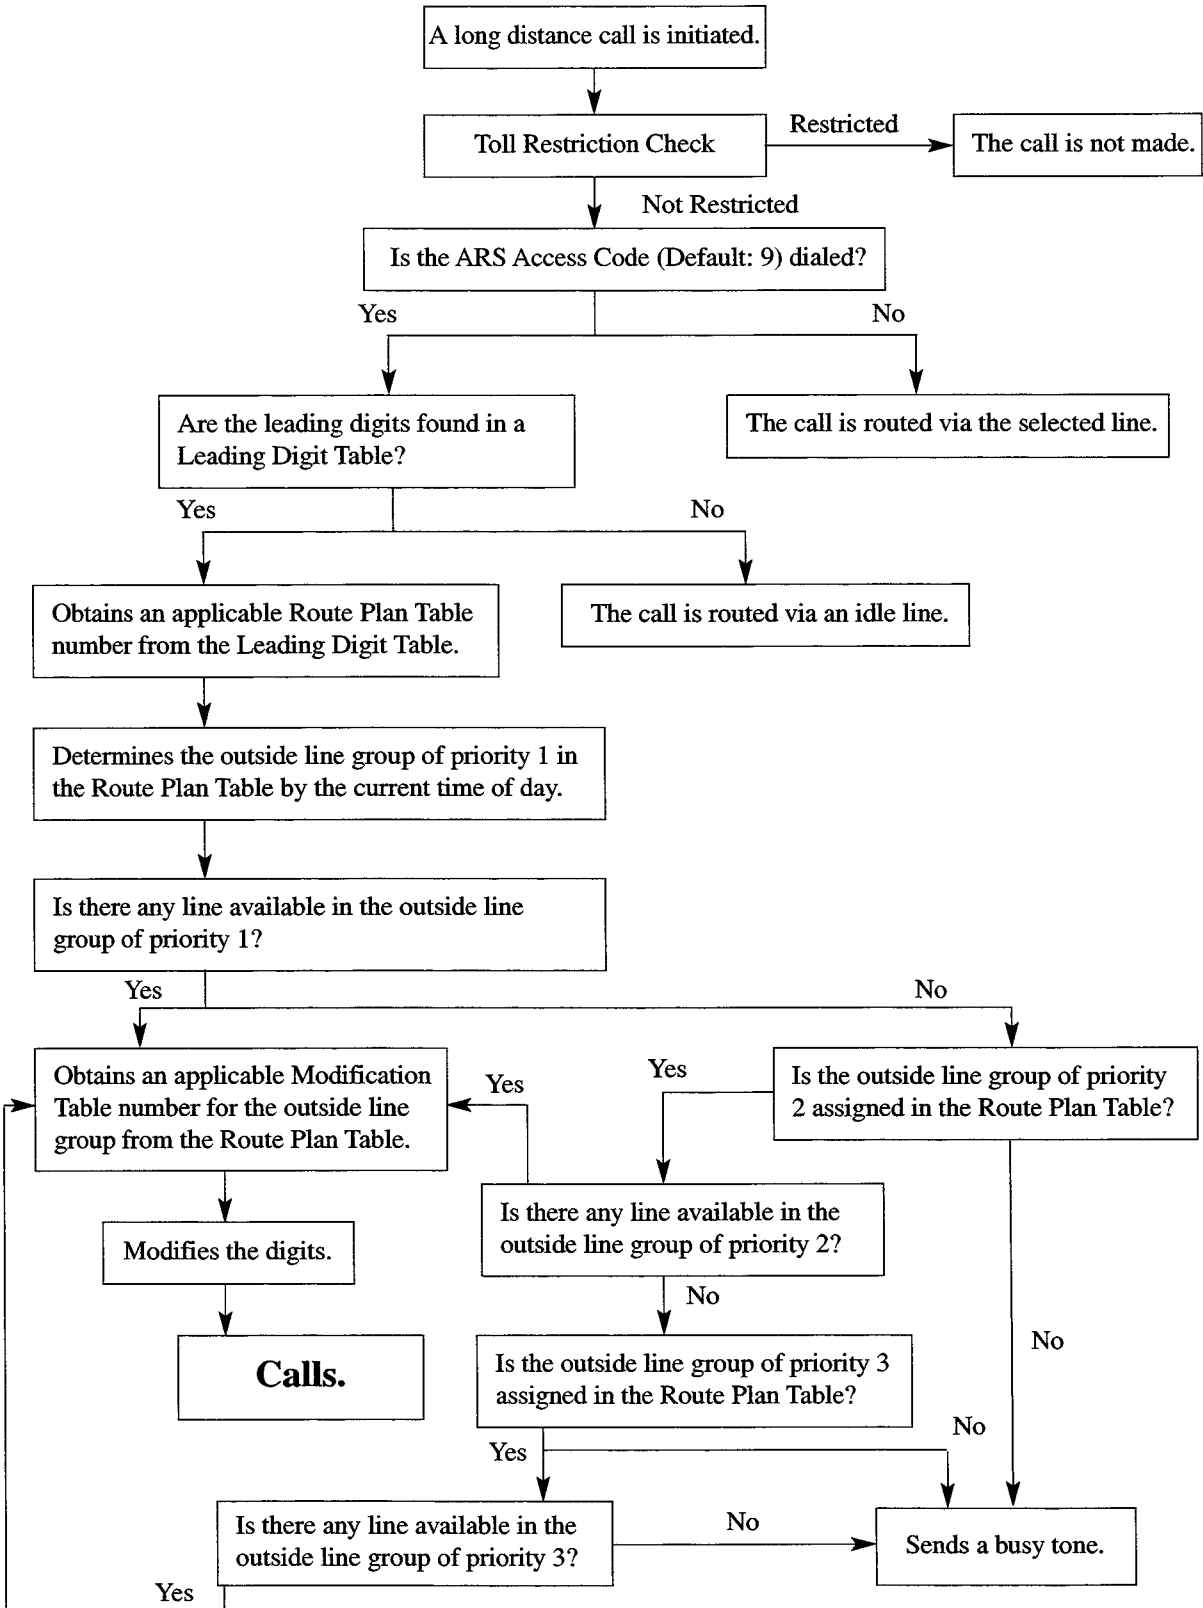 A long distance call is initiated.
Toll Restriction Check
Restricted
The call is not made.
Not Restricted
Is the ARS Access Code (Default: 9) dialed?
Yes
No
Are the leading digits found in a
Leading Digit Table?
The call is routed via the selected line.
Yes
No
Obtains an applicable Route Plan Table
number from the Leading Digit Table.
The call is routed via an idle line.
Determines the outside line group of priority 1 in
the Route Plan Table by the current time of day.
Is there any line available in the outside line
group of priority 1?
Yes
No
Obtains an applicable Modification
Table number for the outside line
group from the Route Plan Table.
Yes
Yes
Is the outside line group of priority
2 assigned in the Route Plan Table?
Is there any line available in the
outside line group of priority 2?
Modifies the digits.
No
Calls.
Is the outside line group of priority 3
assigned in the Route Plan Table?
No
Yes
No
Is there any line available in the
outside line group of priority 3?
No
Sends a busy tone.
Yes